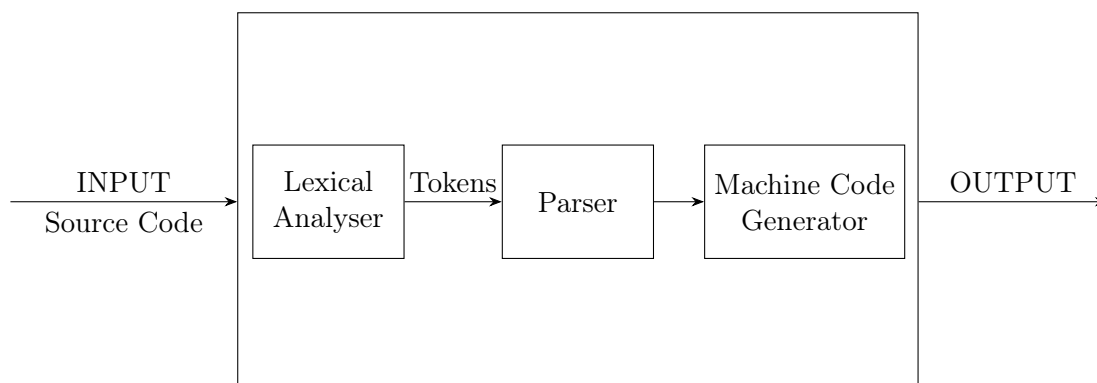 INPUT
Source Code
Lexical
Analyser
Tokens
Parser
Machine Code
Generator
OUTPUT